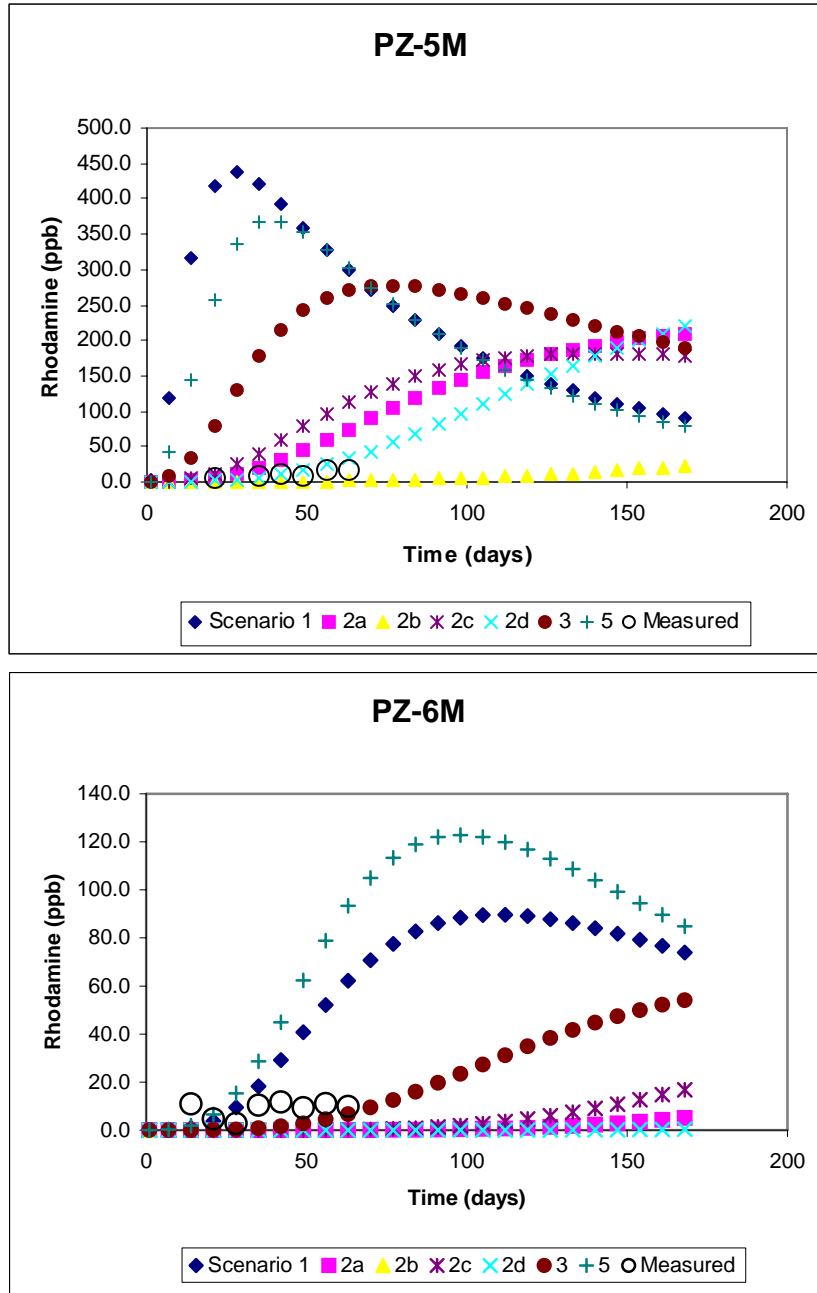 PZ-5M
500.0
450.0
400.0
350.0
300.0
250.0
200.0
150.0
100.0
50.0
0.0
Rhodamine (ppb)
0 50 100 150 200
Time (days)
Scenario 1 2a 2b 2c 2d 3 5 Measured
PZ-6M
140.0
120.0
100.0
80.0
60.0
40.0
20.0
0.0
Rhodamine (ppb)
0 50 100 150 200
Time (days)
Scenario 1 2a 2b 2c 2d 3 5 Measured